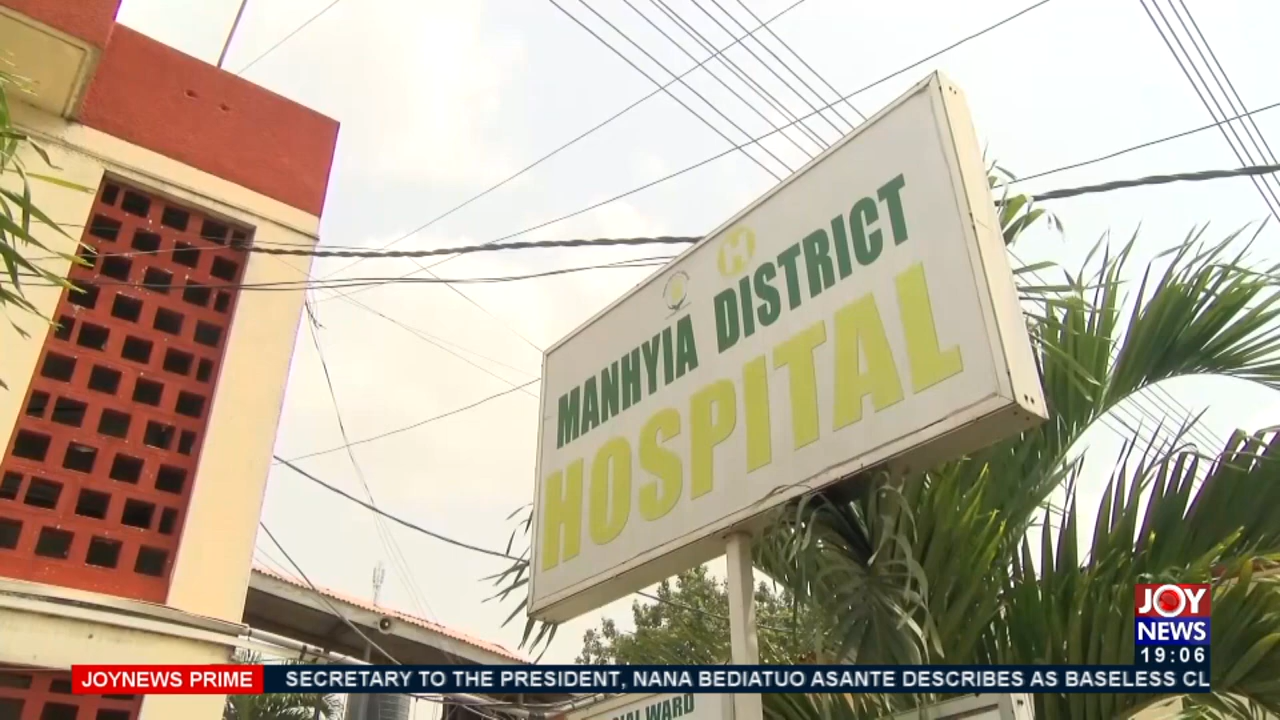 H
MANHYIA DISTRICT
HOSPITAL
JOY
NEWS
19:06
JOYNEWS PRIME
SECRETARY TO THE PRESIDENT, NANA BEDIATUO ASANTE DESCRIBES AS BASELESS CL
WARD